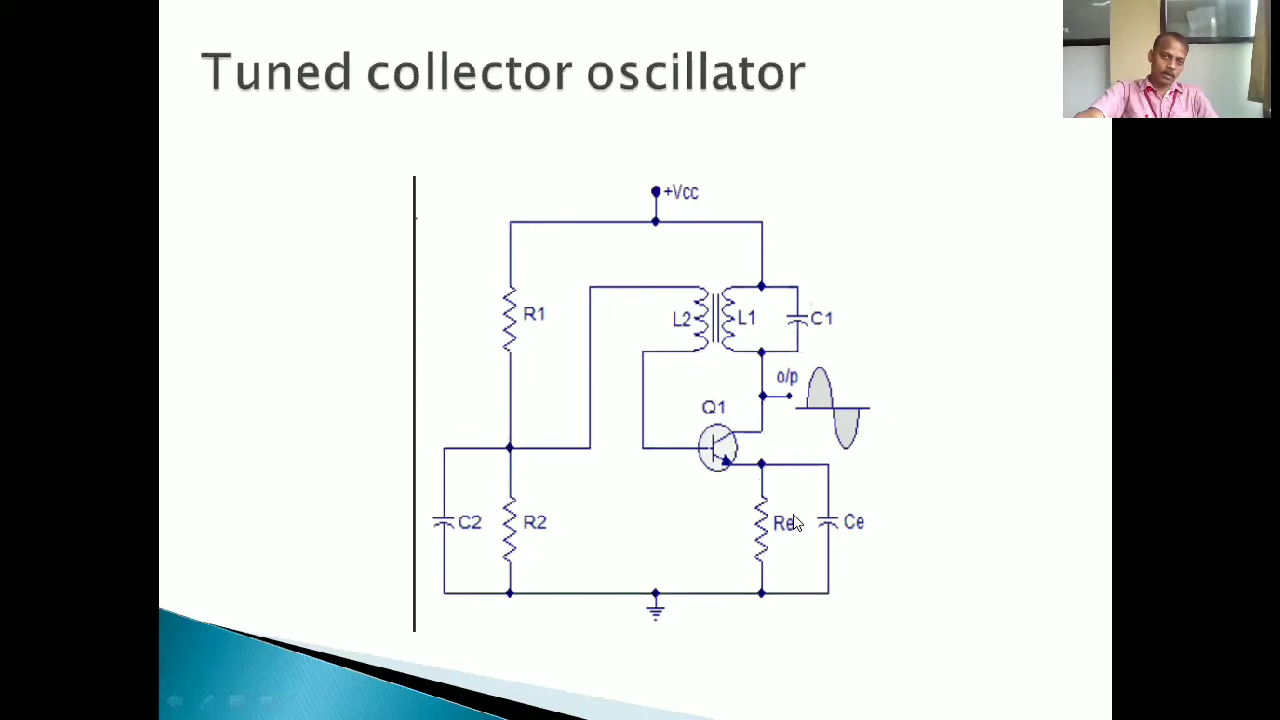 Tuned collector oscillator
+Vcc
R1
L2
L1
C1
o/p
Q1
C2
R2
Re
Ce